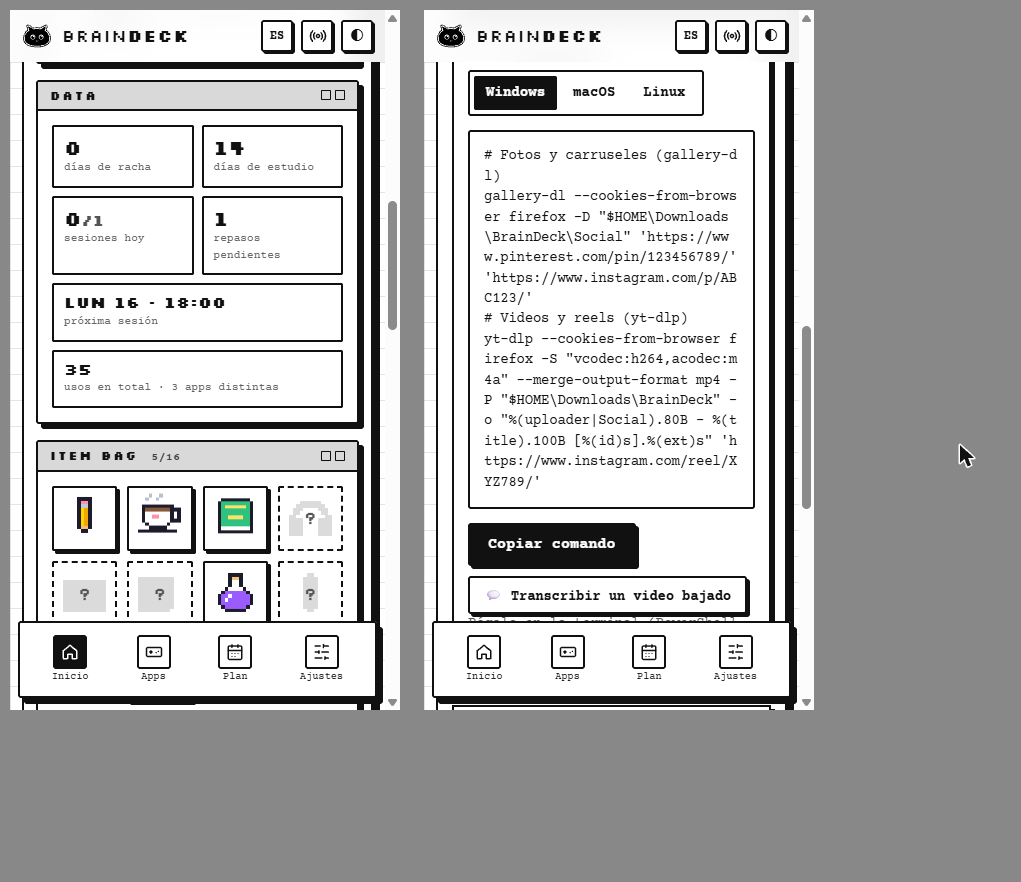 BRAINDECK
ES
DATA
0
días de racha
14
días de estudio
0/1
sesiones hoy
1
repasos
pendientes
LUN 16 · 18:00
próxima sesión
35
usos en total · 3 apps distintas
ITEM BAG 5/16
?
?
?
?
Inicio
Apps
Plan
Ajustes
BRAINDECK
ES
Windows
macOS
Linux
# Fotos y carruseles (gallery-d
l)
gallery-dl --cookies-from-brows
er firefox -D "$HOME\Downloads
\BrainDeck\Social" 'https://ww
w.pinterest.com/pin/123456789/'
'https://www.instagram.com/p/AB
C123/'
# Videos y reels (yt-dlp)
yt-dlp --cookies-from-browser f
irefox -S "vcodec:h264,acodec:m
4a" --merge-output-format mp4 -
P "$HOME\Downloads\BrainDeck" -
o "%(uploader|Social).80B - %(t
itle).100B [%(id)s].%(ext)s" 'h
ttps://www.instagram.com/reel/X
YZ789/'
Copiar comando
Transcribir un video bajado
Inicio
Apps
Plan
Ajustes